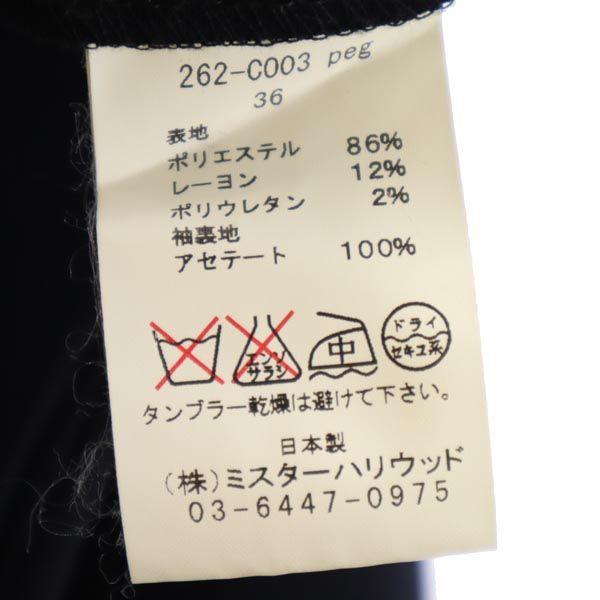 262-C003 peg
36
表地
ポリエステル 86%
レーヨン 12%
ポリウレタン 2%
袖裏地
アセテート 100%
エンソサラシ 中 ドライ セキユ系
タンブラー乾燥は避けて下さい。
日本製
(株)ミスターハリウッド
03-6447-0975